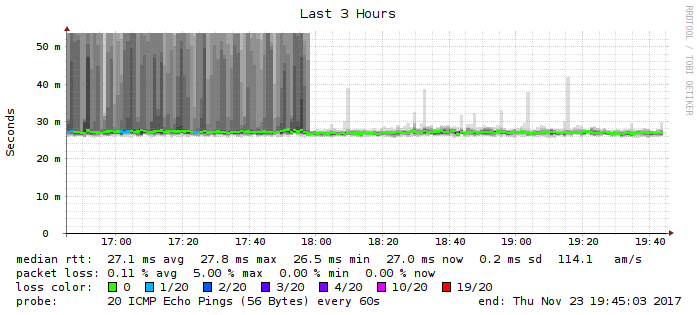 Last 3 Hours
RRDTOOL / TOBI OETIKER
Seconds
50 m
40 m
30 m
20 m
10 m
0
17:00 17:20 17:40 18:00 18:20 18:40 19:00 19:20 19:40
median rtt: 27.1 ms avg 27.8 ms max 26.5 ms min 27.0 ms now 0.2 ms sd 114.1 am/s
packet loss: 0.11 % avg 5.00 % max 0.00 % min 0.00 % now
loss color: 0 1/20 2/20 3/20 4/20 10/20 19/20
probe: 20 ICMP Echo Pings (56 Bytes) every 60s end: Thu Nov 23 19:45:03 2017